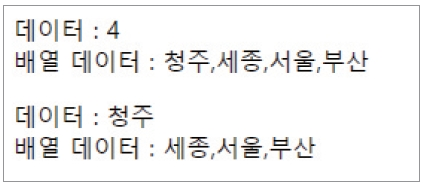 데이터 : 4
배열 데이터 : 청주,세종,서울,부산
데이터 : 청주
배열 데이터 : 세종,서울,부산